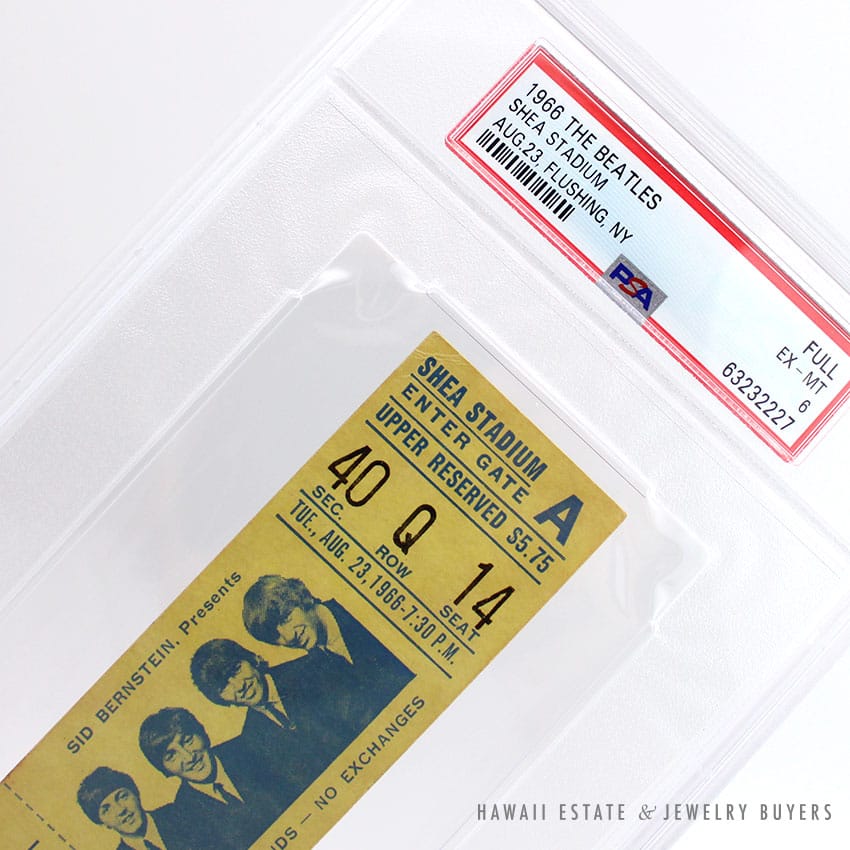 1966 THE BEATLES
SHEA STADIUM
AUG.23, FLUSHING, NY
PSA
FULL
EX-MT 6
63232227
SHEA STADIUM
ENTER GATE A
UPPER RESERVED $5.75
40 Q 14
SEC. ROW SEAT
TUE., AUG. 23, 1966-7:30 P.M.
SID BERNSTEIN, Presents
NDS - NO EXCHANGES
HAWAII ESTATE & JEWELRY BUYERS